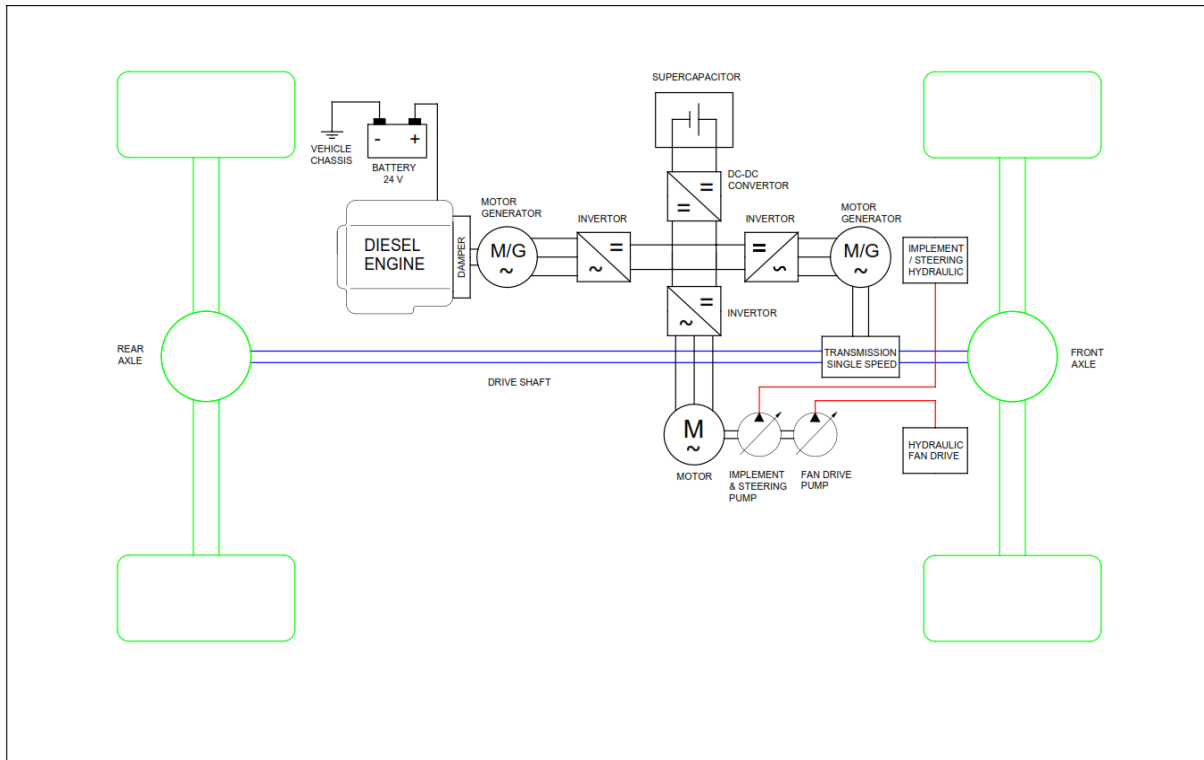 SUPERCAPACITOR
VEHICLE
CHASSIS
-
+
BATTERY
24 V
DC-DC
CONVERTOR
=
=
MOTOR
GENERATOR
INVERTOR
INVERTOR
MOTOR
GENERATOR
DIESEL
ENGINE
DAMPER
M/G
~
=
~
=
~
M/G
~
IMPLEMENT
/ STEERING
HYDRAULIC
=
~
INVERTOR
REAR
AXLE
DRIVE SHAFT
TRANSMISSION
SINGLE SPEED
FRONT
AXLE
M
~
MOTOR
IMPLEMENT
& STEERING
PUMP
FAN DRIVE
PUMP
HYDRAULIC
FAN DRIVE